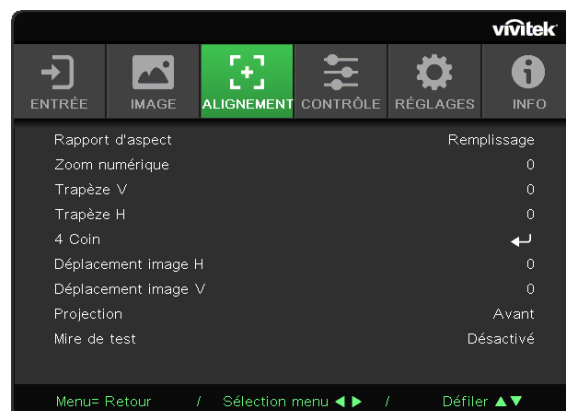 vivitek
ENTRÉE IMAGE ALIGNEMENT CONTRÔLE RÉGLAGES INFO
Rapport d'aspect Remplissage
Zoom numérique 0
Trapèze V 0
Trapèze H 0
4 Coin
Déplacement image H 0
Déplacement image V 0
Projection Avant
Mire de test Désactivé
Menu= Retour / Sélection menu ◄ ► / Défiler ▲▼